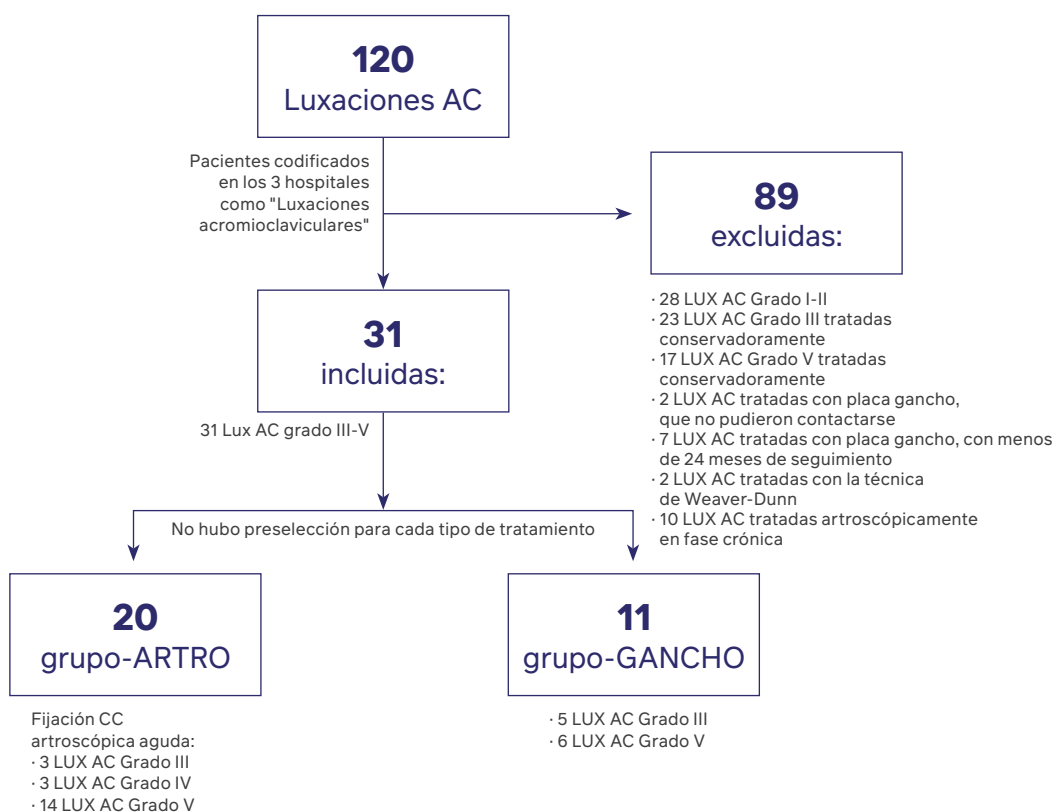 120
Luxaciones AC
Pacientes codificados
en los 3 hospitales
como "Luxaciones
acromioclaviculares"
89
excluidas:
· 28 LUX AC Grado I-II
· 23 LUX AC Grado III tratadas
conservadoramente
· 17 LUX AC Grado V tratadas
conservadoramente
· 2 LUX AC tratadas con placa gancho,
que no pudieron contactarse
· 7 LUX AC tratadas con placa gancho, con menos
de 24 meses de seguimiento
· 2 LUX AC tratadas con la técnica
de Weaver-Dunn
· 10 LUX AC tratadas artroscópicamente
en fase crónica
31
incluidas:
31 Lux AC grado III-V
No hubo preselección para cada tipo de tratamiento
20
grupo-ARTRO
Fijación CC
artroscópica aguda:
· 3 LUX AC Grado III
· 3 LUX AC Grado IV
· 14 LUX AC Grado V
11
grupo-GANCHO
· 5 LUX AC Grado III
· 6 LUX AC Grado V